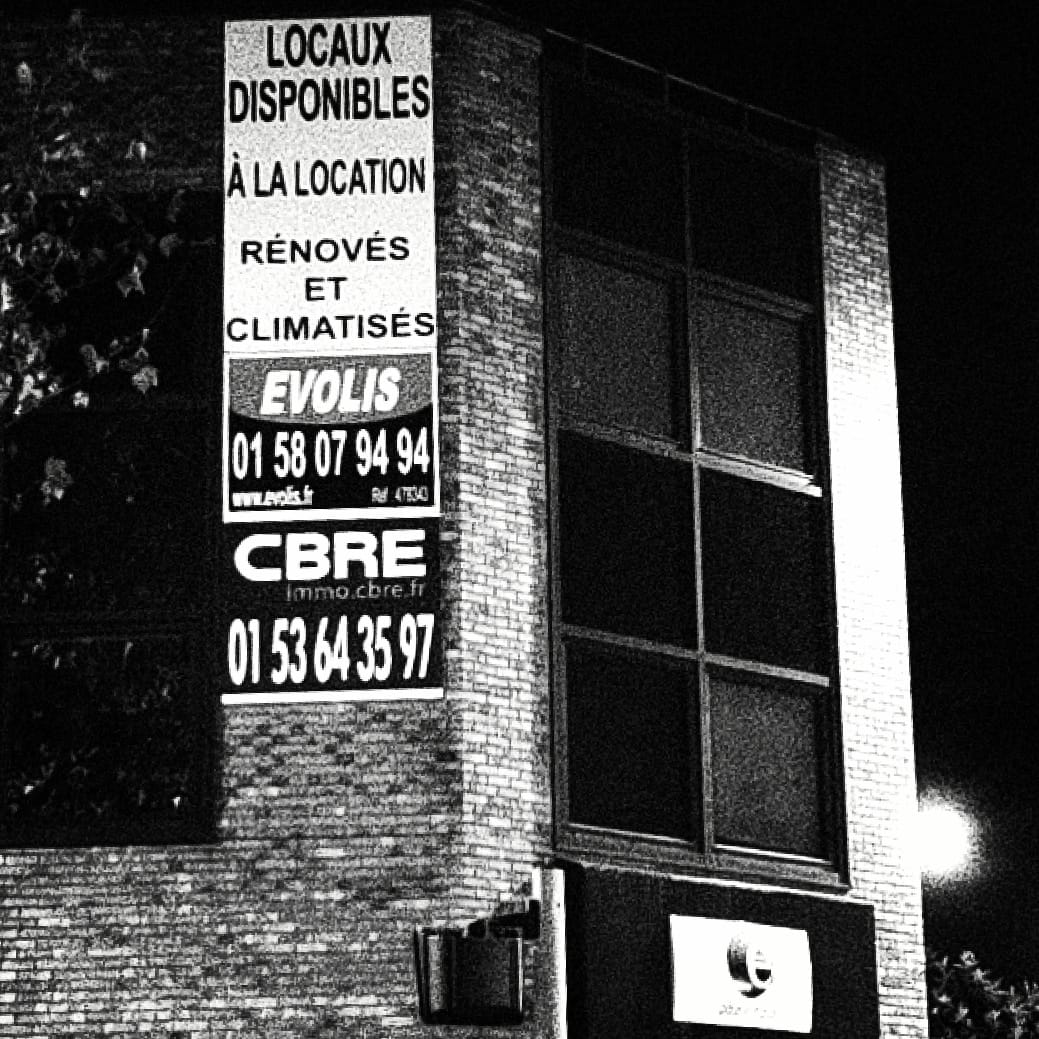 LOCAUX
DISPONIBLES
À LA LOCATION
RÉNOVÉS
ET
CLIMATISÉS
EVOLIS
01 58 07 94 94
www.evolis.fr Réf
CBRE
immo.cbre.fr
01 53 64 35 97